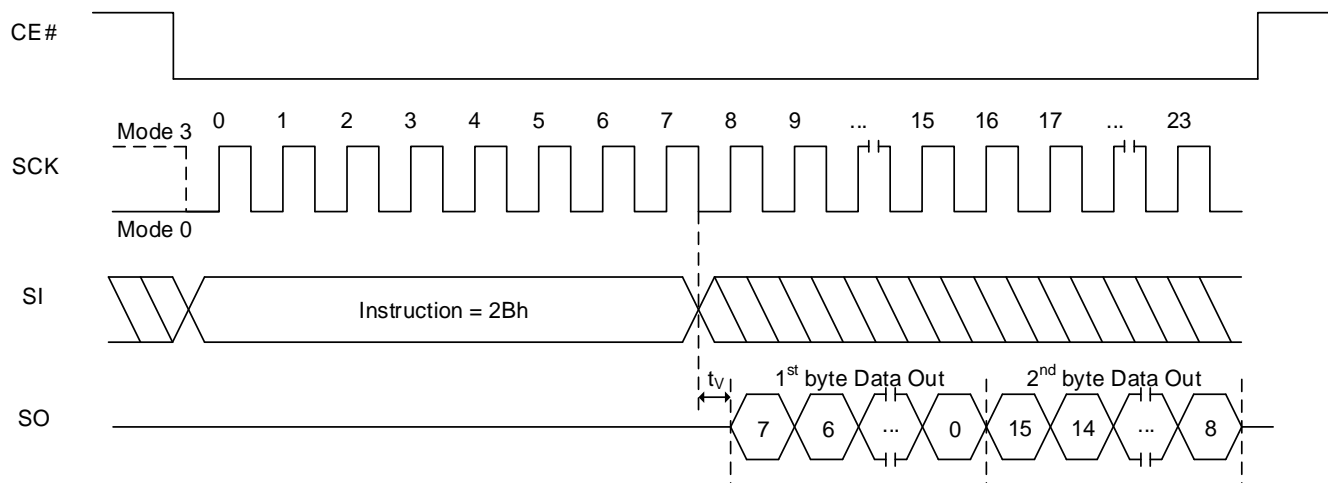 CE#
0 1 2 3 4 5 6 7 8 9 ... 15 16 17 ... 23
Mode 3
SCK
Mode 0
SI
Instruction = 2Bh
tV 1st byte Data Out 2nd byte Data Out
SO
7 6 ... 0 15 14 ... 8